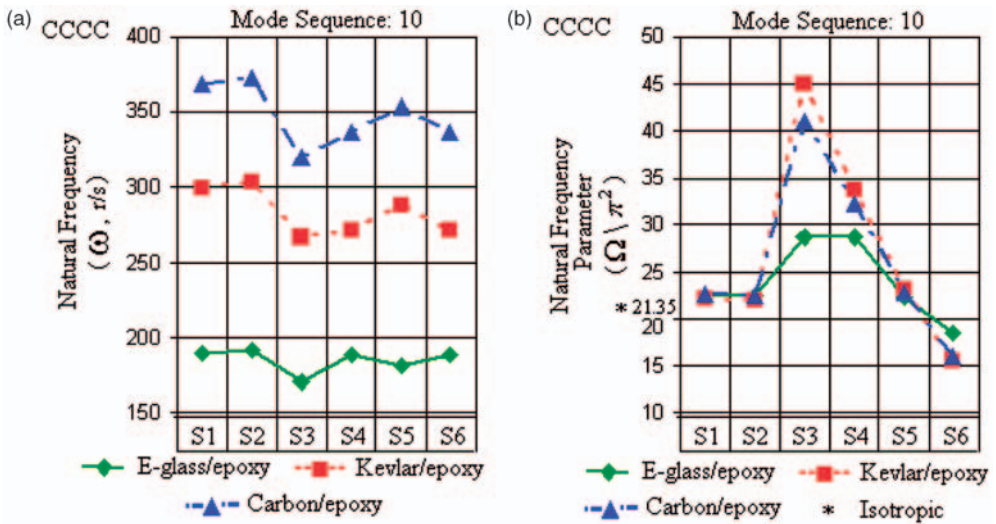 (a) CCCC Mode Sequence: 10
400
350
300
250
200
150
Natural Frequency
( ω , r/s)
S1 S2 S3 S4 S5 S6
E-glass/epoxy Kevlar/epoxy
Carbon/epoxy
(b) CCCC Mode Sequence: 10
50
45
40
35
30
25
* 21.35
20
15
10
Natural Frequency
Parameter
( Ω \ π²)
S1 S2 S3 S4 S5 S6
E-glass/epoxy Kevlar/epoxy
Carbon/epoxy * Isotropic